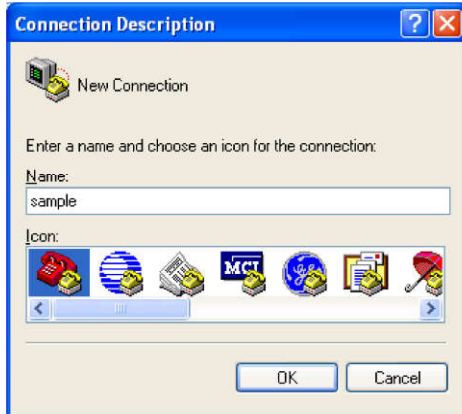 Connection Description
New Connection
Enter a name and choose an icon for the connection:
Name:
sample
Icon:
MCI
OK
Cancel